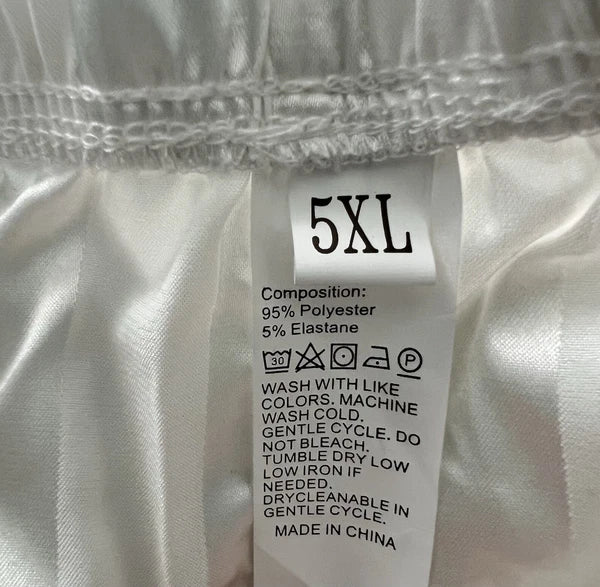 5XL
Composition:
95% Polyester
5% Elastane
30 P
WASH WITH LIKE
COLORS. MACHINE
WASH COLD.
GENTLE CYCLE. DO
NOT BLEACH.
TUMBLE DRY LOW
LOW IRON IF
NEEDED.
DRYCLEANABLE IN
GENTLE CYCLE.
MADE IN CHINA